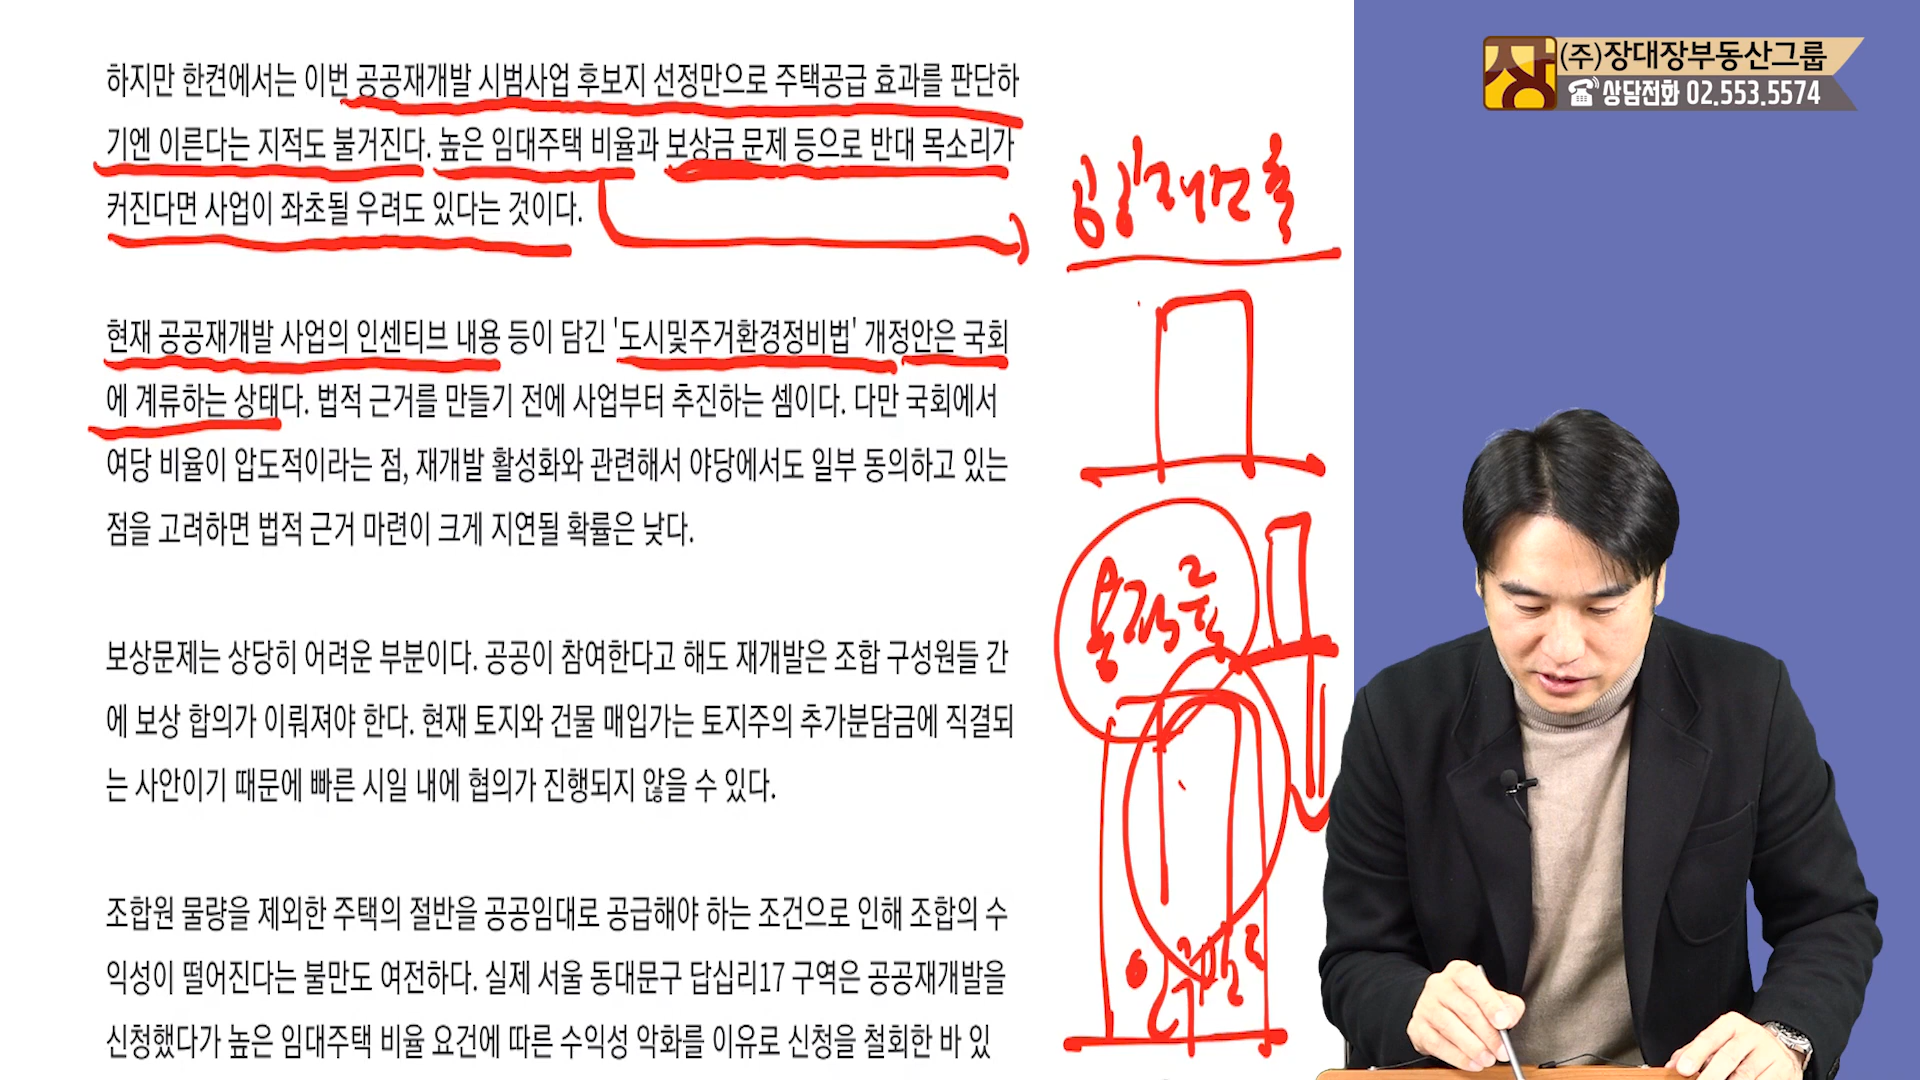 하지만 한켠에서는 이번 공공재개발 시범사업 후보지 선정만으로 주택공급 효과를 판단하
기엔 이른다는 지적도 불거진다. 높은 임대주택 비율과 보상금 문제 등으로 반대 목소리가
커진다면 사업이 좌초될 우려도 있다는 것이다.
현재 공공재개발 사업의 인센티브 내용 등이 담긴 '도시및주거환경정비법' 개정안은 국회
에 계류하는 상태다. 법적 근거를 만들기 전에 사업부터 추진하는 셈이다. 다만 국회에서
여당 비율이 압도적이라는 점, 재개발 활성화와 관련해서 야당에서도 일부 동의하고 있는
점을 고려하면 법적 근거 마련이 크게 지연될 확률은 낮다.
보상문제는 상당히 어려운 부분이다. 공공이 참여한다고 해도 재개발은 조합 구성원들 간
에 보상 합의가 이뤄져야 한다. 현재 토지와 건물 매입가는 토지주의 추가분담금에 직결되
는 사안이기 때문에 빠른 시일 내에 협의가 진행되지 않을 수 있다.
조합원 물량을 제외한 주택의 절반을 공공임대로 공급해야 하는 조건으로 인해 조합의 수
익성이 떨어진다는 불만도 여전하다. 실제 서울 동대문구 답십리17 구역은 공공재개발을
신청했다가 높은 임대주택 비율 요건에 따른 수익성 악화를 이유로 신청을 철회한 바 있
공공재건축
용적률
인구밀도
장
(주)장대장부동산그룹
상담전화 02.553.5574